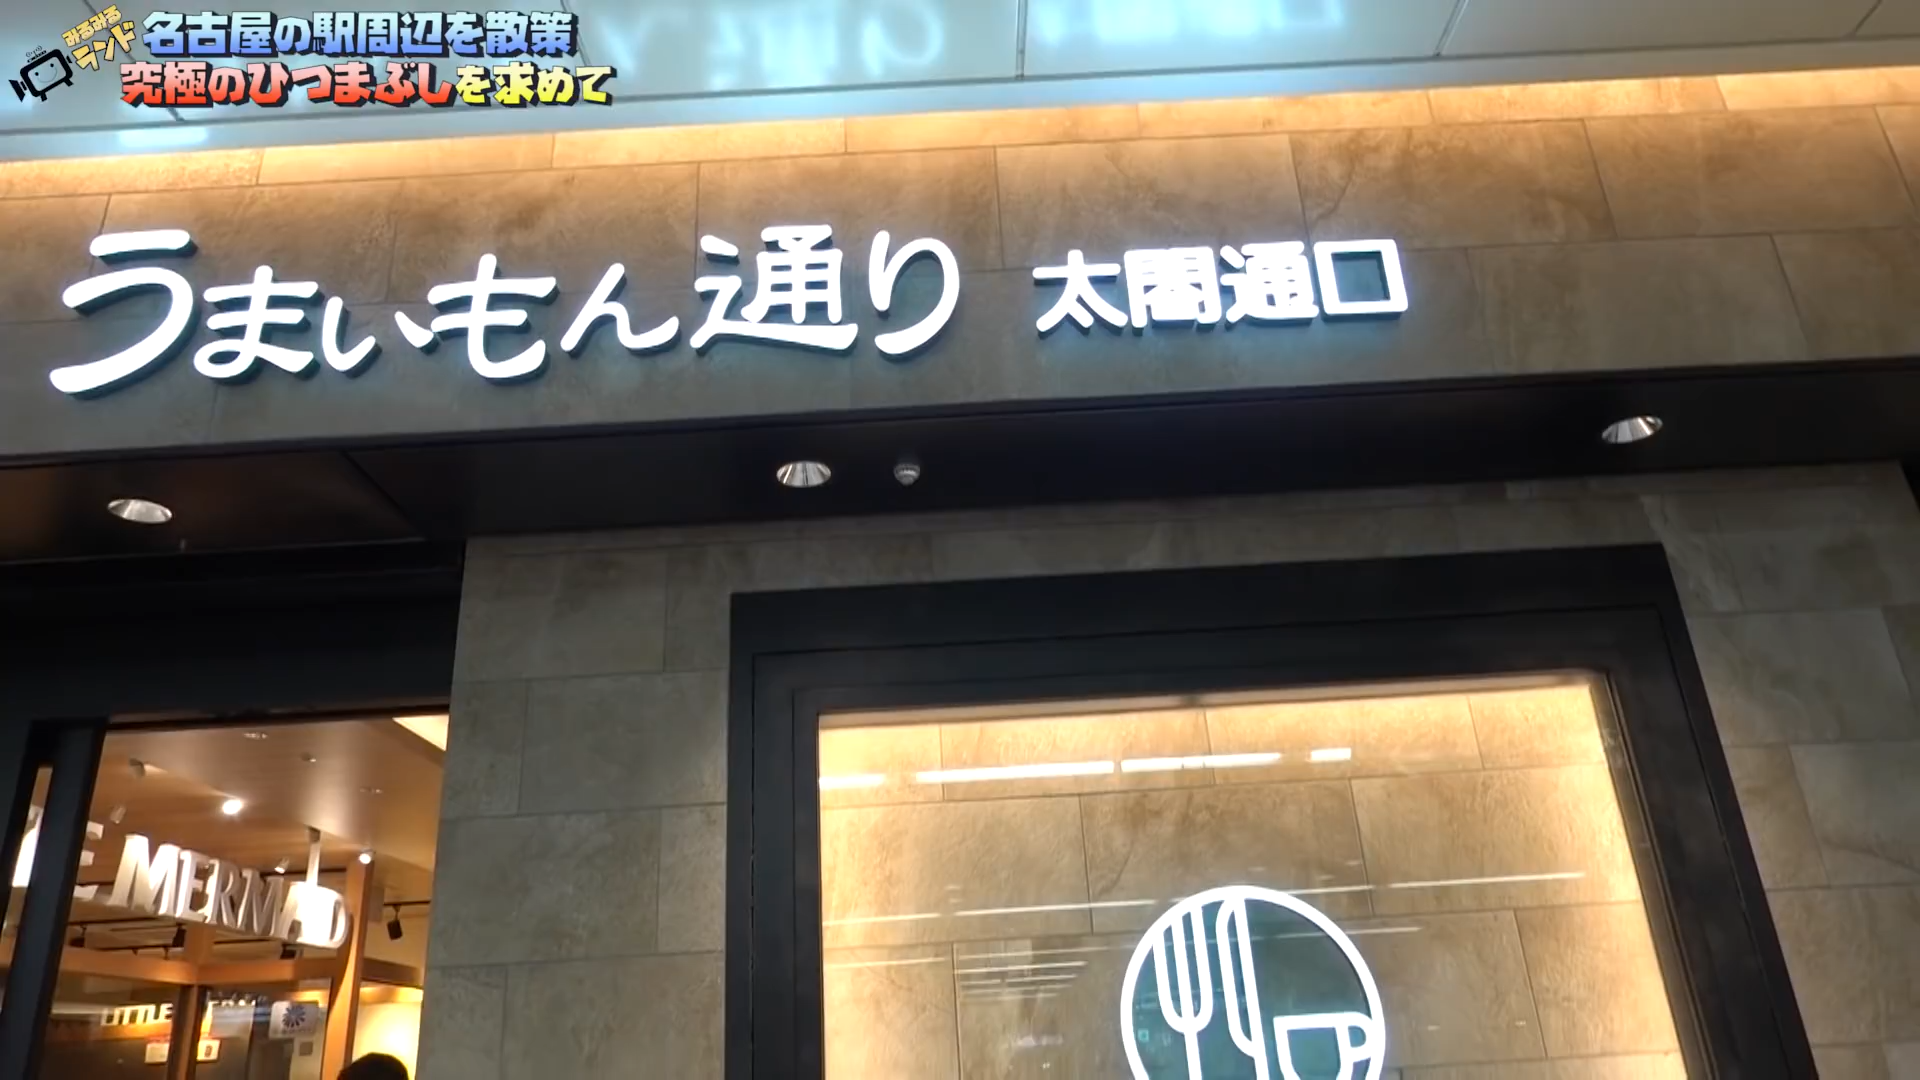 みるみる
ランド
名古屋の駅周辺を散策
究極のひつまぶしを求めて
うまいもん通り 太閤通口
E MERMAID
LITTLE